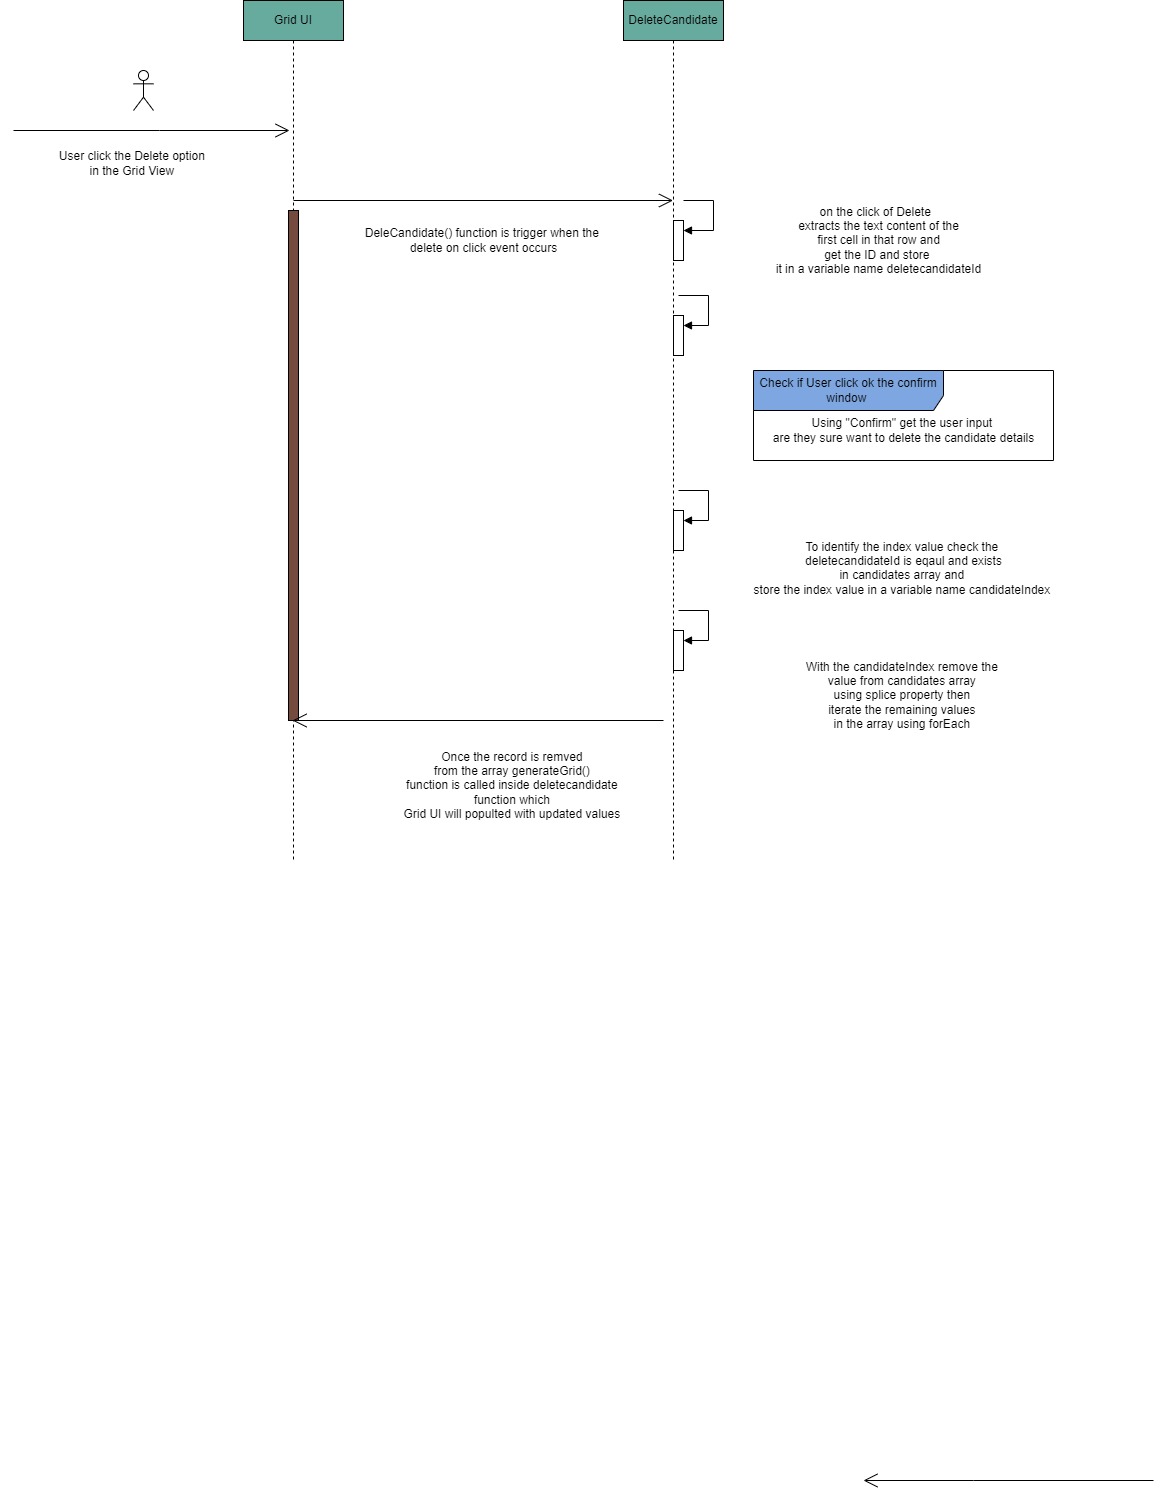 Grid UI
DeleteCandidate
User click the Delete option
in the Grid View
DeleCandidate() function is trigger when the
delete on click event occurs
on the click of Delete
extracts the text content of the
first cell in that row and
get the ID and store
it in a variable name deletecandidateId
Check if User click ok the confirm
window
Using "Confirm" get the user input
are they sure want to delete the candidate details
To identify the index value check the
deletecandidateId is eqaul and exists
in candidates array and
store the index value in a variable name candidateIndex
With the candidateIndex remove the
value from candidates array
using splice property then
iterate the remaining values
in the array using forEach
Once the record is remved
from the array generateGrid()
function is called inside deletecandidate
function which
Grid UI will populted with updated values